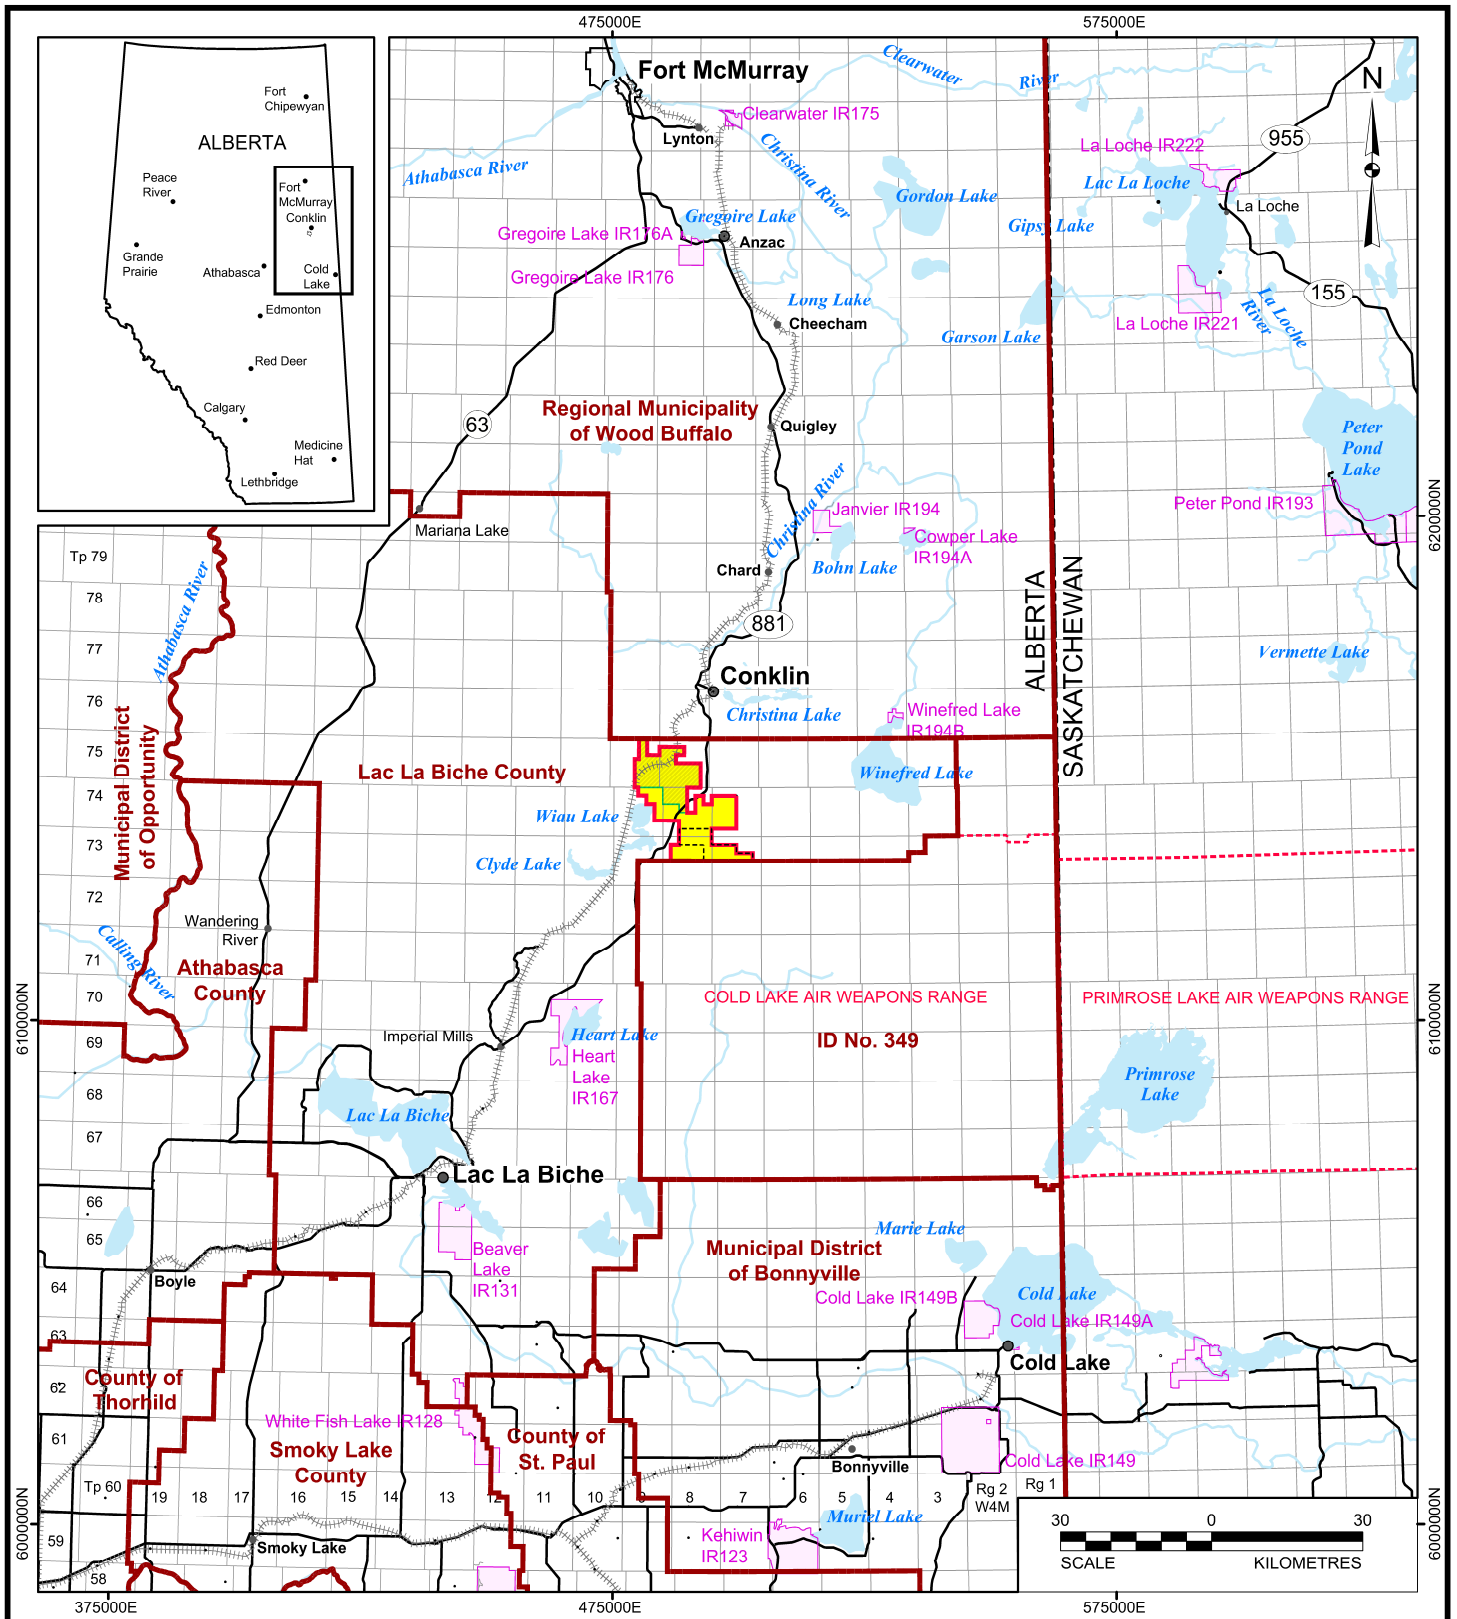 475000E
575000E
Fort
Chipewyan
ALBERTA
Peace
River
Fort
McMurray
Conklin
Grande
Prairie
Athabasca
Cold
Lake
Edmonton
Red Deer
Calgary
Medicine
Hat
Lethbridge
Fort McMurray
Clearwater
River
N
955
Clearwater IR175
Lynton
Christina River
La Loche IR222
Athabasca River
Lac La Loche
Gordon Lake
La Loche
Gregoire Lake
Gipsy Lake
Gregoire Lake IR176A
Anzac
Gregoire Lake IR176
Long Lake
155
La Loche
River
Cheecham
La Loche IR221
Garson Lake
Regional Municipality
of Wood Buffalo
63
Quigley
Peter
Pond
Lake
Christina River
Peter Pond IR193
6200000N
Janvier IR194
Mariana Lake
Cowper Lake
IR194A
Tp 79
Bohn Lake
Chard
Athabasca River
78
881
ALBERTA
SASKATCHEWAN
77
Vermette Lake
Conklin
76
Christina Lake
Winefred Lake
IR194B
Municipal District
of Opportunity
75
Lac La Biche County
Winefred Lake
74
Wiau Lake
73
Clyde Lake
72
Wandering
River
Calling River
71
Athabasca
County
70
COLD LAKE AIR WEAPONS RANGE
PRIMROSE LAKE AIR WEAPONS RANGE
6100000N
6100000N
69
Imperial Mills
Heart Lake
ID No. 349
Heart
Lake
IR167
Primrose
Lake
68
Lac La Biche
67
Lac La Biche
66
65
Marie Lake
Beaver
Lake
IR131
Municipal District
of Bonnyville
Boyle
64
Cold Lake IR149B
Cold Lake
Cold Lake IR149A
63
Cold Lake
County of
Thorhild
62
White Fish Lake IR128
61
Smoky Lake
County
County of
St. Paul
Cold Lake IR149
Bonnyville
Tp 60
19
18
17
16
15
14
13
12
11
10
9
8
7
6
5
4
3
Rg 2
W4M
Rg 1
Muriel Lake
Kehiwin
IR123
6000000N
6000000N
59
Smoky Lake
58
30
0
30
SCALE
KILOMETRES
375000E
475000E
575000E